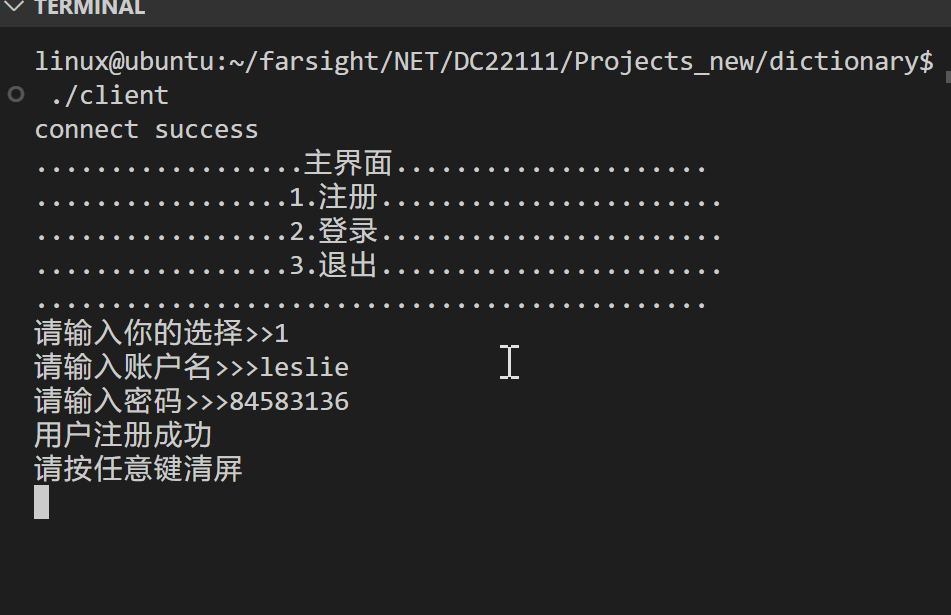 TERMINAL
linux@ubuntu:~/farsight/NET/DC22111/Projects_new/dictionary$
./client
connect success
..................主界面.....................
.................1.注册.......................
.................2.登录.......................
.................3.退出.......................
.............................................
请输入你的选择>>1
请输入账户名>>>leslie
请输入密码>>>84583136
用户注册成功
请按任意键清屏